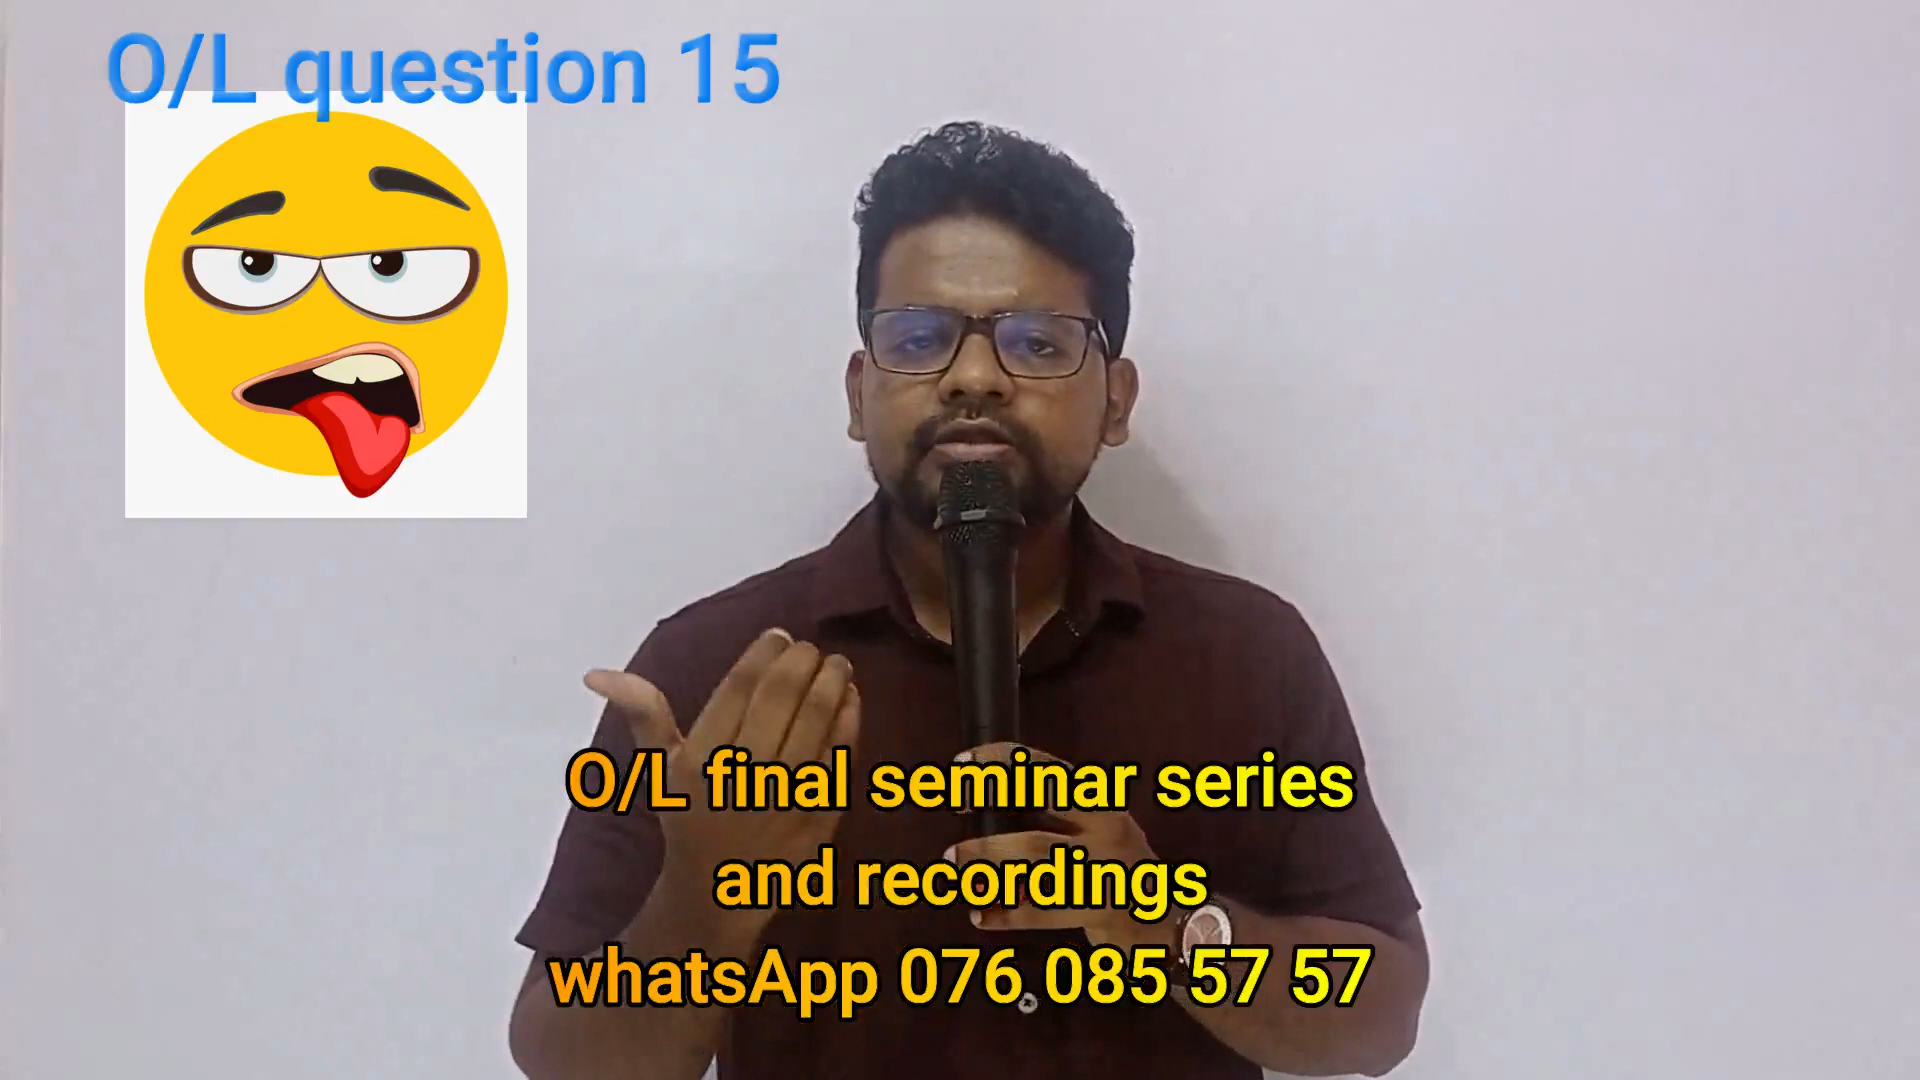 O/L question 15
O/L final seminar series
and recordings
whatsApp 076 085 57 57